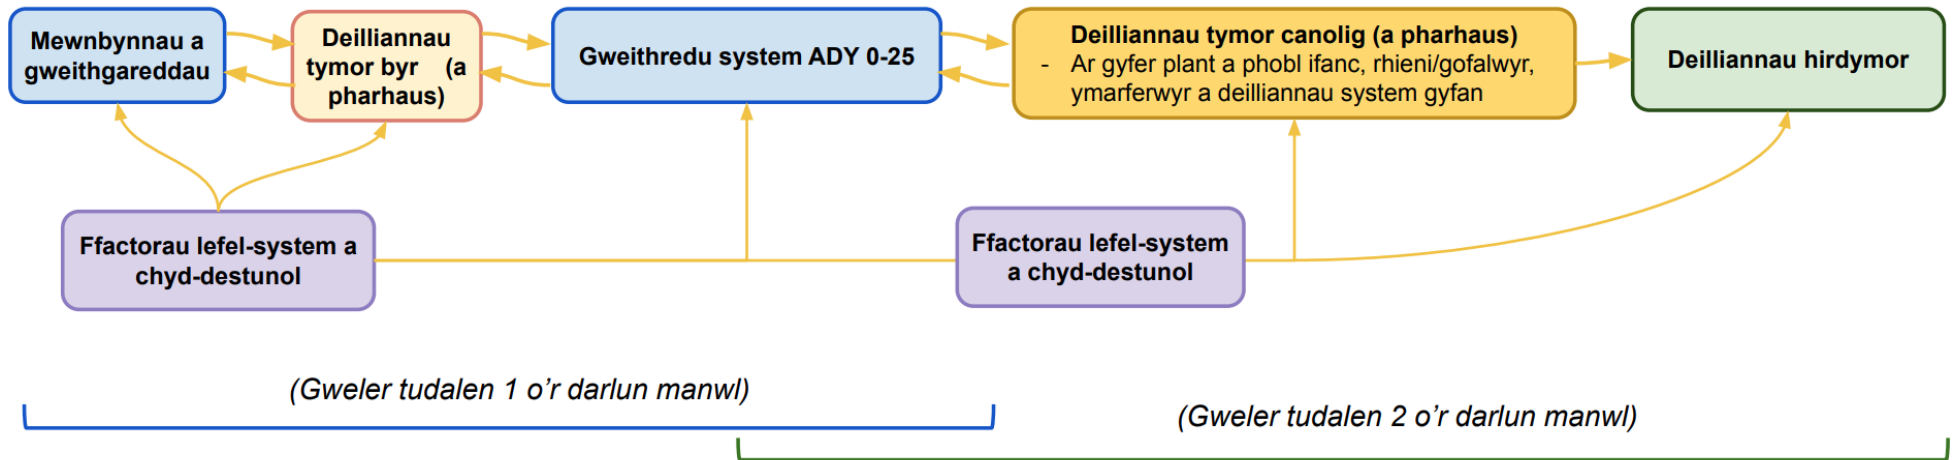 Mewnbynnau a
gweithgareddau
Deilliannau
tymor byr (a
pharhaus)
Gweithredu system ADY 0-25
Deilliannau tymor canolig (a pharhaus)
- Ar gyfer plant a phobl ifanc, rhieni/gofalwyr,
ymarferwyr a deilliannau system gyfan
Deilliannau hirdymor
Ffactorau lefel-system a
chyd-destunol
Ffactorau lefel-system
a chyd-destunol
(Gweler tudalen 1 o’r darlun manwl)
(Gweler tudalen 2 o’r darlun manwl)